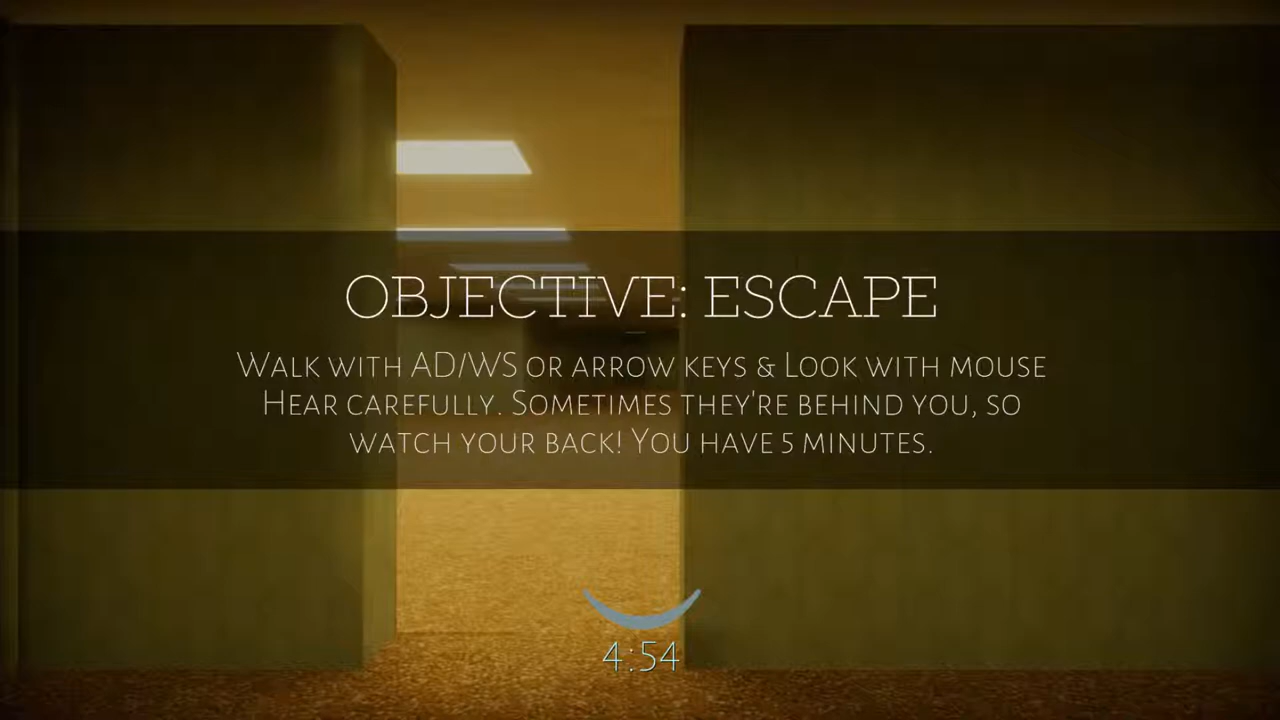 OBJECTIVE: ESCAPE
WALK WITH AD/WS OR ARROW KEYS & LOOK WITH MOUSE
HEAR CAREFULLY. SOMETIMES THEY'RE BEHIND YOU, SO
WATCH YOUR BACK! YOU HAVE 5 MINUTES.
4:54